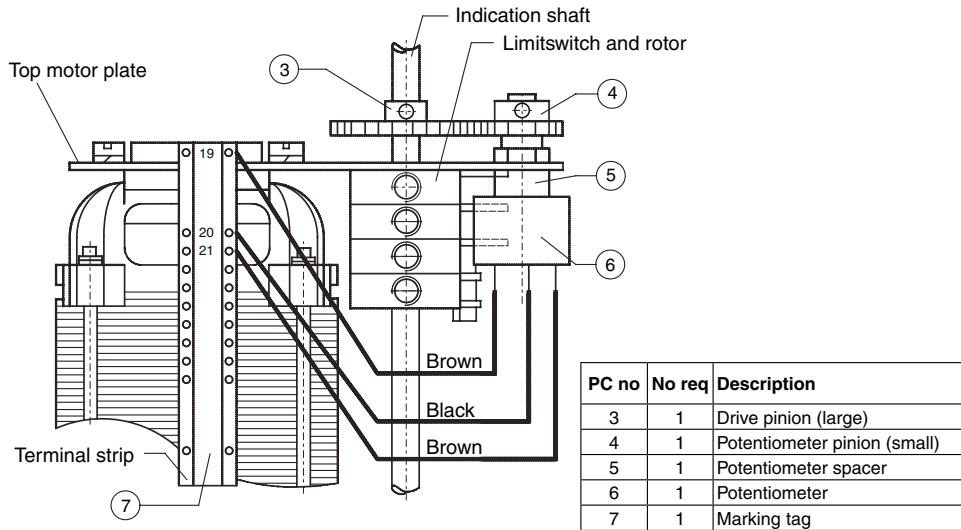 Indication shaft
Limitswitch and rotor
3
Top motor plate
4
19
5
20
21
6
Brown
Black
Brown
Terminal strip
7
PC no No req Description
3 1 Drive pinion (large)
4 1 Potentiometer pinion (small)
5 1 Potentiometer spacer
6 1 Potentiometer
7 1 Marking tag